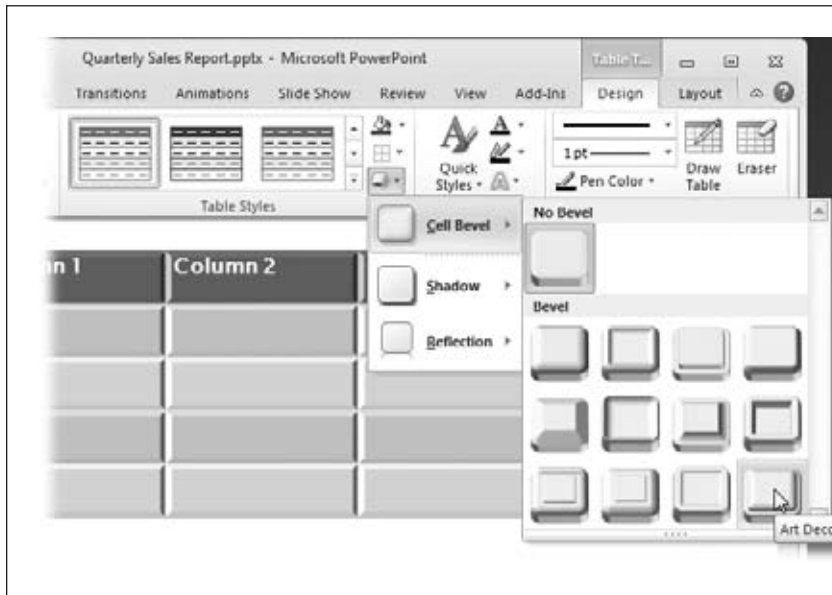 Quarterly Sales Report.pptx - Microsoft PowerPoint
Table T...
Transitions Animations Slide Show Review View Add-Ins Design Layout
Quick Styles
1 pt
Pen Color
Draw Table
Eraser
Table Styles
Cell Bevel
Shadow
Reflection
No Bevel
Bevel
Art Deco
n 1
Column 2